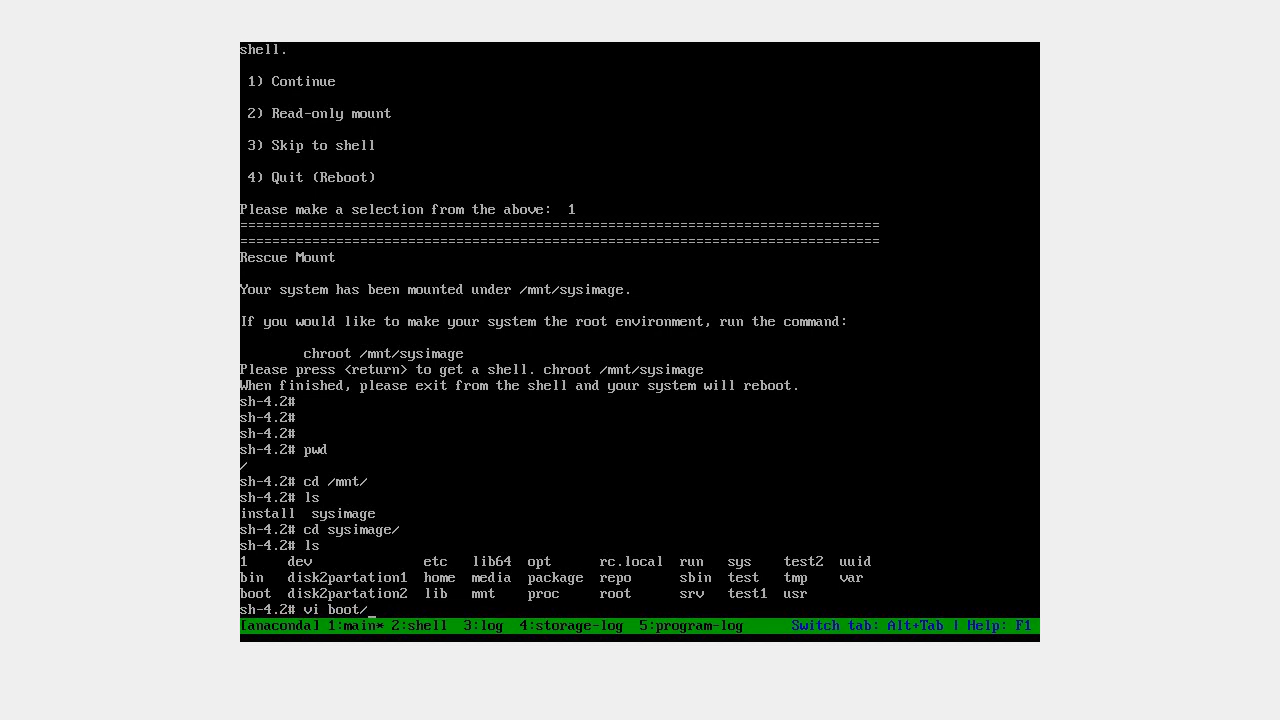 shell.
1) Continue
2) Read-only mount
3) Skip to shell
4) Quit (Reboot)
Please make a selection from the above:  1
================================================================================
================================================================================
Rescue Mount
Your system has been mounted under /mnt/sysimage.
If you would like to make your system the root environment, run the command:
chroot /mnt/sysimage
Please press <return> to get a shell. chroot /mnt/sysimage
When finished, please exit from the shell and your system will reboot.
sh-4.2#
sh-4.2#
sh-4.2#
sh-4.2# pwd
/
sh-4.2# cd /mnt/
sh-4.2# ls
install  sysimage
sh-4.2# cd sysimage/
sh-4.2# ls
1     dev              etc   lib64  opt      rc.local  run   sys    test2  uuid
bin   disk2partation1  home  media  package  repo      sbin  test   tmp    var
boot  disk2partation2  lib   mnt    proc     root      srv   test1  usr
sh-4.2# vi boot/_
[anaconda] 1:main* 2:shell  3:log  4:storage-log  5:program-log      Switch tab: Alt+Tab | Help: F1